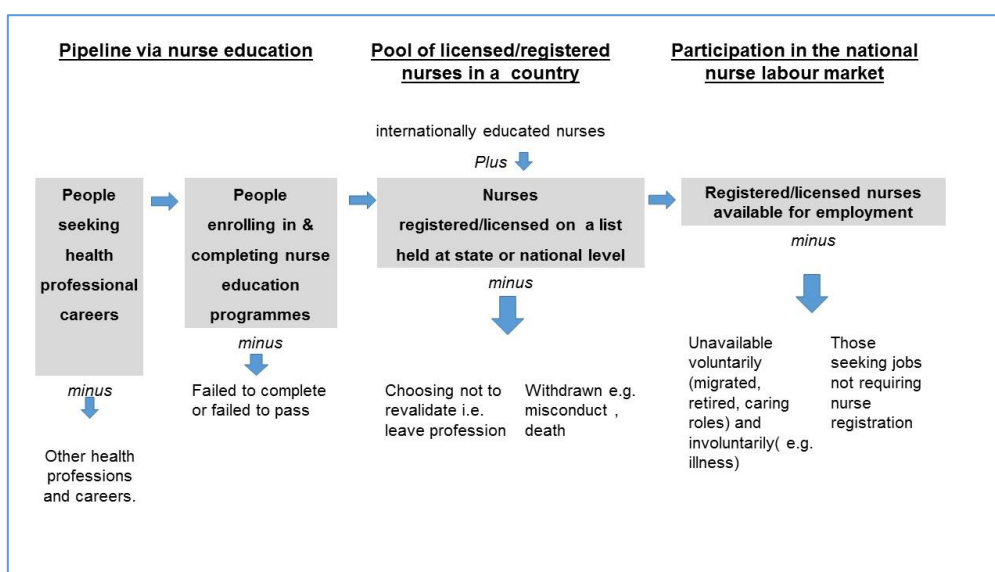 Pipeline via nurse education
Pool of licensed/registered
nurses in a country
Participation in the national
nurse labour market
internationally educated nurses
Plus
People
seeking
health
professional
careers
People
enrolling in &
completing nurse
education
programmes
Nurses
registered/licensed on a list
held at state or national level
Registered/licensed nurses
available for employment
minus
Other health
professions
and careers.
minus
Failed to complete
or failed to pass
minus
Choosing not to
revalidate i.e.
leave profession
Withdrawn e.g.
misconduct ,
death
minus
Unavailable
voluntarily
(migrated,
retired, caring
roles) and
involuntarily( e.g.
illness)
Those
seeking jobs
not requiring
nurse
registration